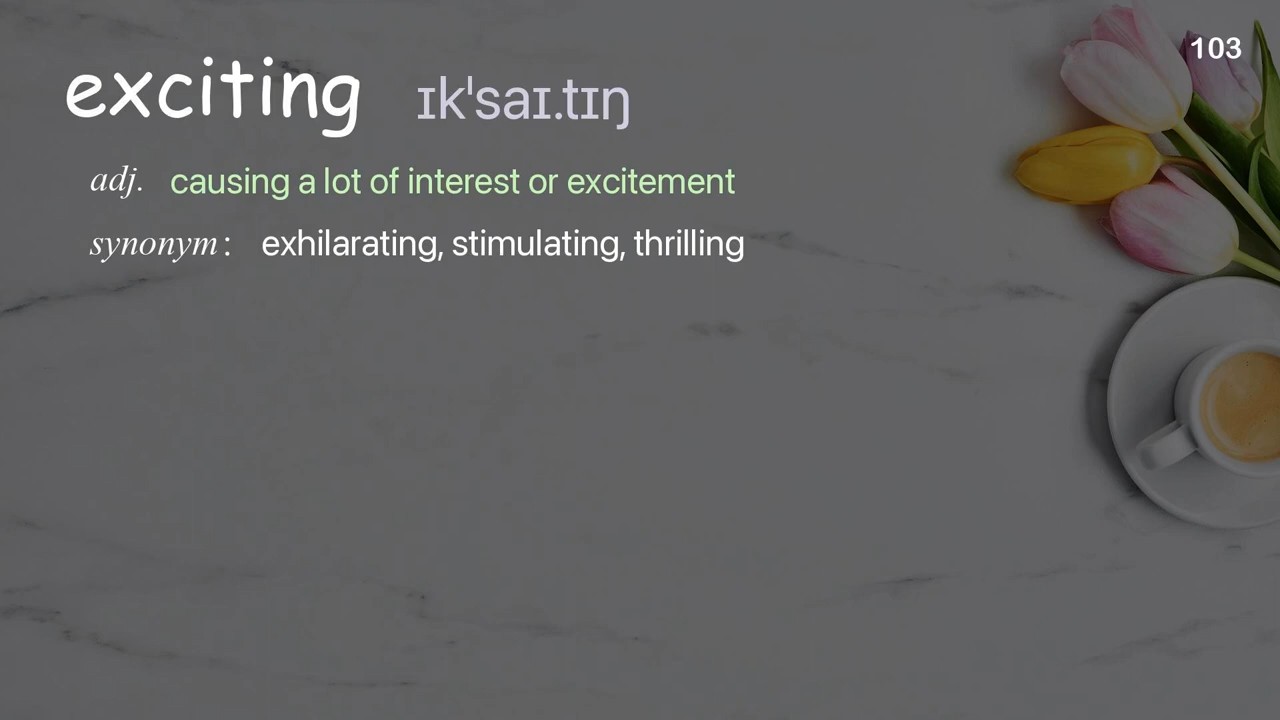 103
exciting ɪkˈsaɪ.tɪŋ
adj. causing a lot of interest or excitement
synonym: exhilarating, stimulating, thrilling